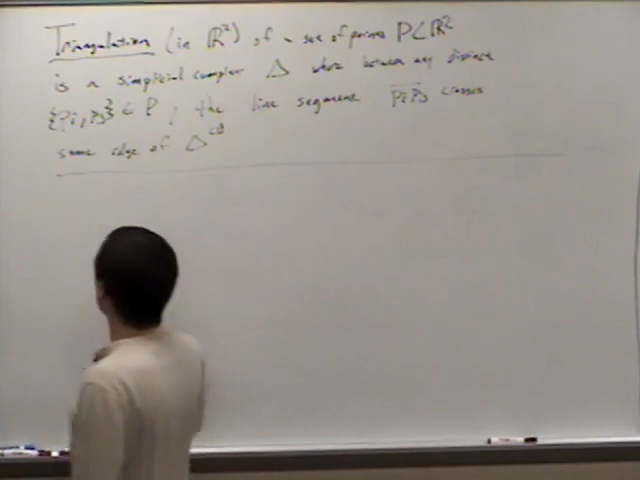 Triangulation (in ℝ²) of a set of points P⊂ℝ²
is a simplicial complex Δ where between any distinct
{Pi, Pj} ∈ P, the line segment PiPj crosses
some edge of Δ